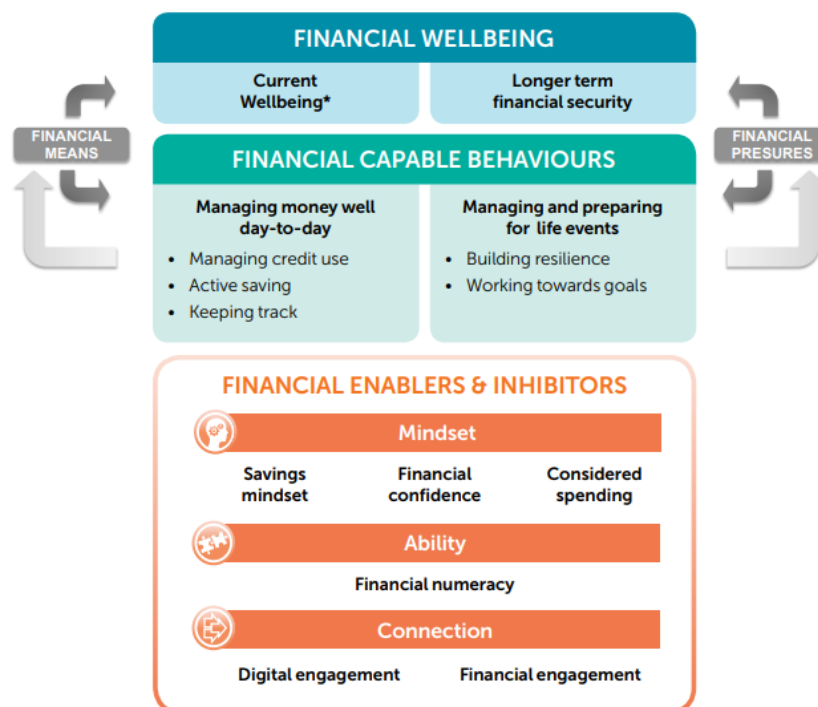 FINANCIAL WELLBEING
Current
Wellbeing*
Longer term
financial security
FINANCIAL
MEANS
FINANCIAL
PRESURES
FINANCIAL CAPABLE BEHAVIOURS
Managing money well
day-to-day
• Managing credit use
• Active saving
• Keeping track
Managing and preparing
for life events
• Building resilience
• Working towards goals
FINANCIAL ENABLERS & INHIBITORS
Mindset
Savings
mindset
Financial
confidence
Considered
spending
Ability
Financial numeracy
Connection
Digital engagement
Financial engagement